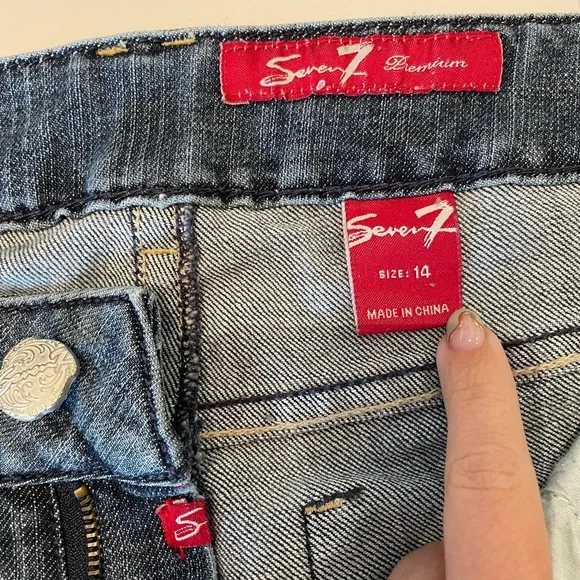 Seven7 Premium
Seven7
SIZE: 14
MADE IN CHINA
S